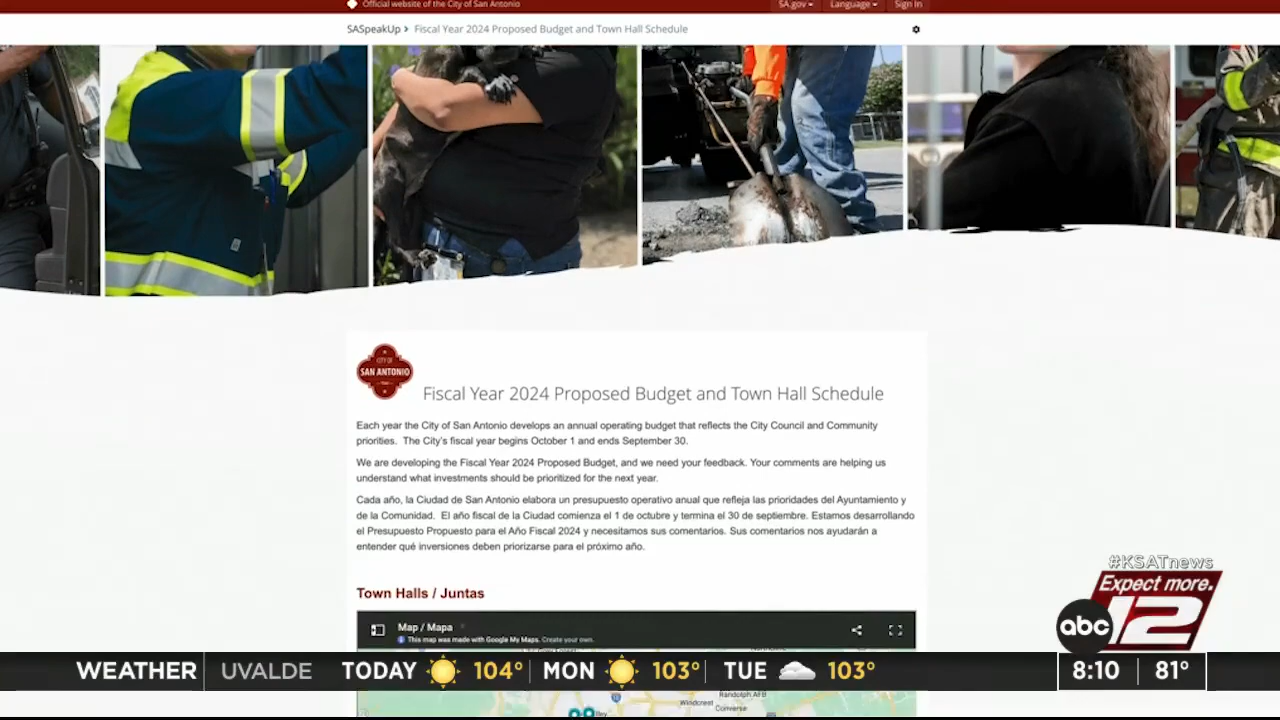 Official website of the City of San Antonio
SA.gov
Language
Sign In
SASpeakUp > Fiscal Year 2024 Proposed Budget and Town Hall Schedule
CITY OF
SAN ANTONIO
Fiscal Year 2024 Proposed Budget and Town Hall Schedule
Each year the City of San Antonio develops an annual operating budget that reflects the City Council and Community
priorities. The City's fiscal year begins October 1 and ends September 30.
We are developing the Fiscal Year 2024 Proposed Budget, and we need your feedback. Your comments are helping us
understand what investments should be prioritized for the next year.
Cada año, la Ciudad de San Antonio elabora un presupuesto operativo anual que refleja las prioridades del Ayuntamiento y
de la Comunidad. El año fiscal de la Ciudad comienza el 1 de octubre y termina el 30 de septiembre. Estamos desarrollando
el Presupuesto Propuesto para el Año Fiscal 2024 y necesitamos sus comentarios. Sus comentarios nos ayudarán a
entender qué inversiones deben priorizarse para el próximo año.
Town Halls / Juntas
Map / Mapa
This map was made with Google My Maps. Create your own.
#KSATnews
Expect more.
abc 12
WEATHER UVALDE TODAY 104° MON 103° TUE 103° 8:10 81°
Randolph AFB
Windcrest
Converse